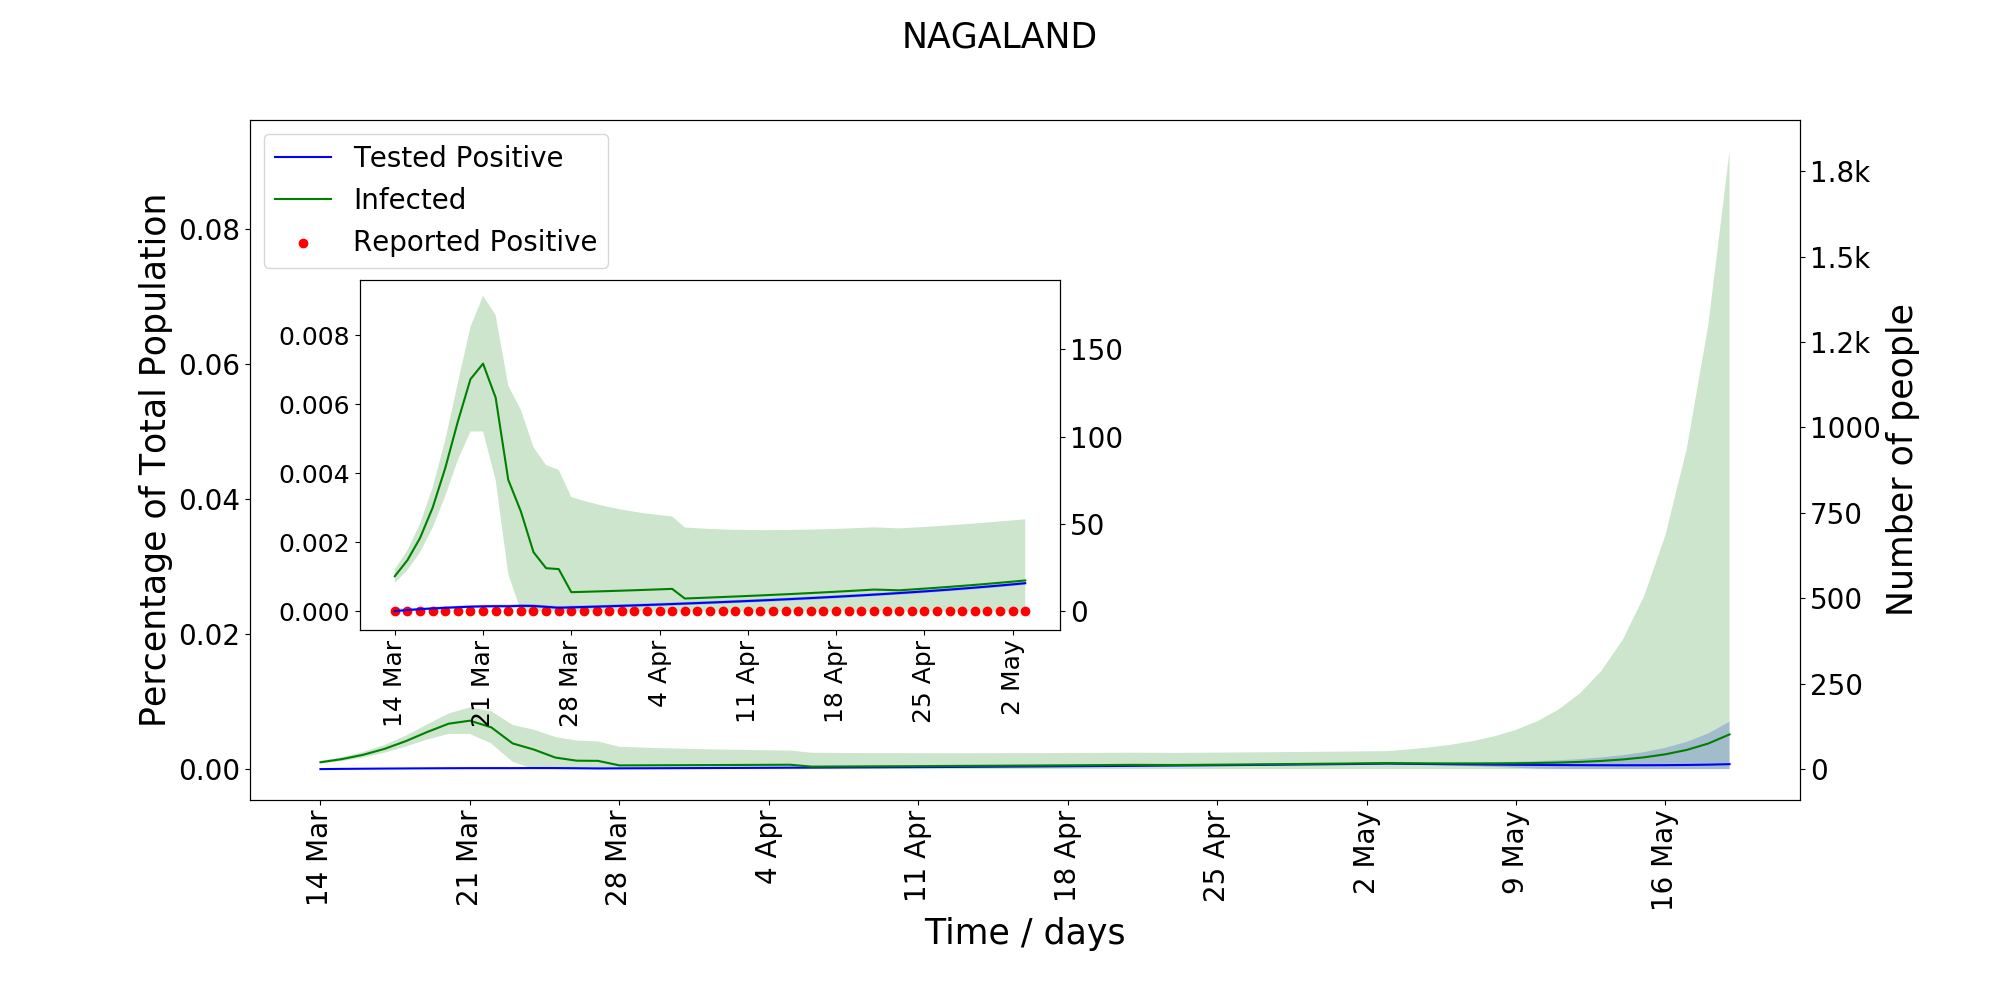 NAGALAND
Tested Positive
Infected
Reported Positive
Percentage of Total Population
0.08
0.06
0.04
0.02
0.00
1.8k
1.5k
1.2k
1000
750
500
250
0
Number of people
0.008
0.006
0.004
0.002
0.000
150
100
50
0
14 Mar
21 Mar
28 Mar
4 Apr
11 Apr
18 Apr
25 Apr
2 May
14 Mar
21 Mar
28 Mar
4 Apr
11 Apr
18 Apr
25 Apr
2 May
9 May
16 May
Time / days